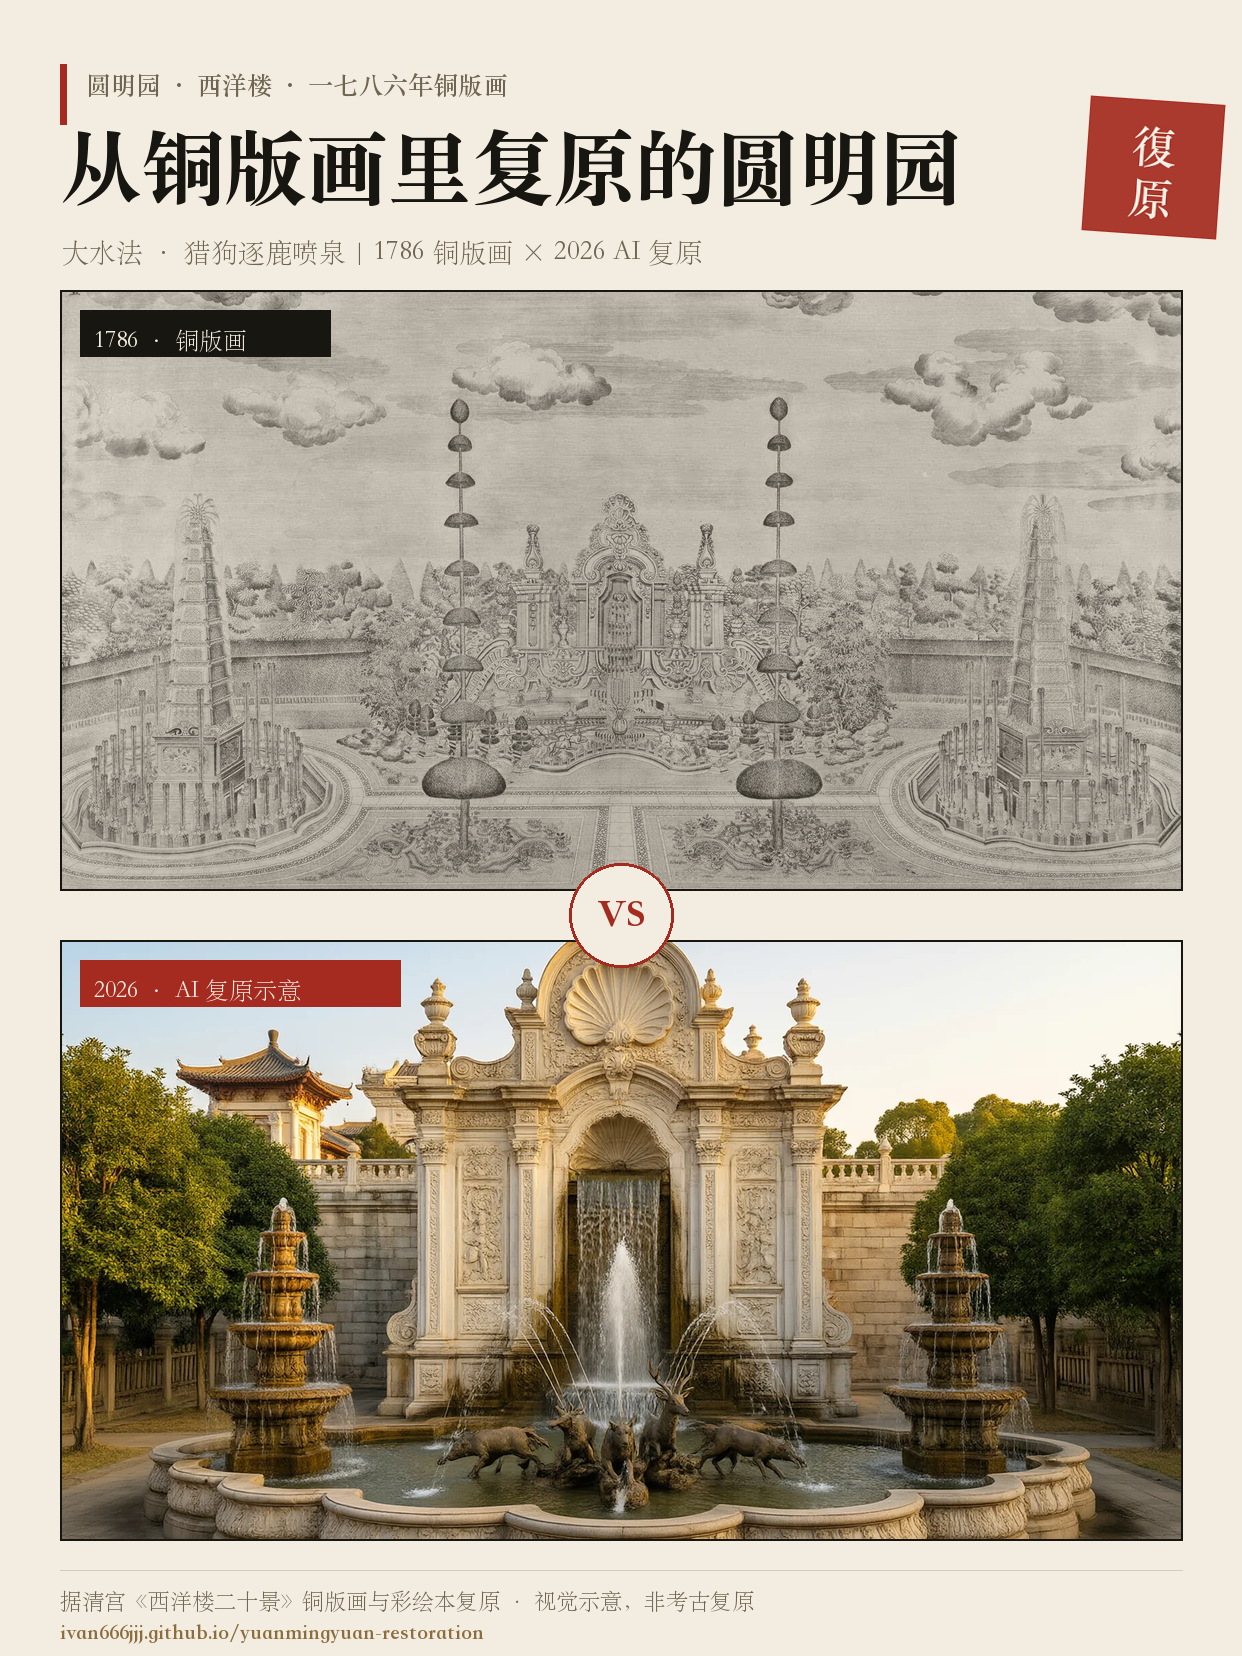 圆明园 · 西洋楼 · 一七八六年铜版画
从铜版画里复原的圆明园
復
原
大水法 · 猎狗逐鹿喷泉 | 1786 铜版画 × 2026 AI 复原
1786 · 铜版画
VS
2026 · AI 复原示意
据清宫《西洋楼二十景》铜版画与彩绘本复原 · 视觉示意，非考古复原
ivan666jjj.github.io/yuanmingyuan-restoration